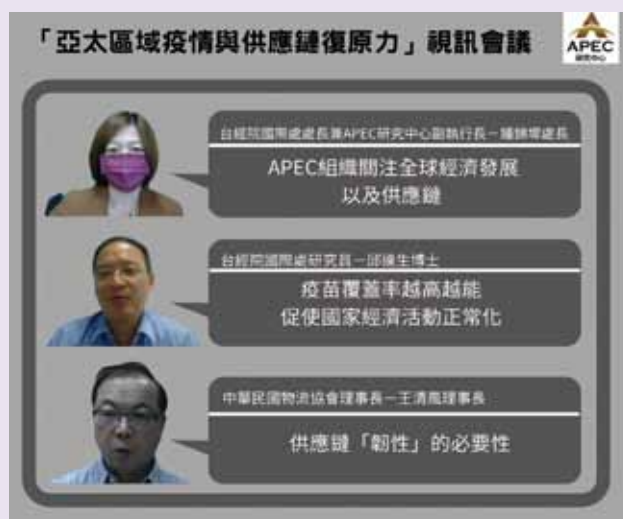 「亞太區域疫情與供應鏈復原力」視訊會議
APEC
研究中心
台經院國際處處長兼APEC研究中心副執行長－鍾錦墀處長
APEC組織關注全球經濟發展
以及供應鏈
台經院國際處研究員－邱達生博士
疫苗覆蓋率越高越能
促使國家經濟活動正常化
中華民國物流協會理事長－王清風理事長
供應鏈「韌性」的必要性